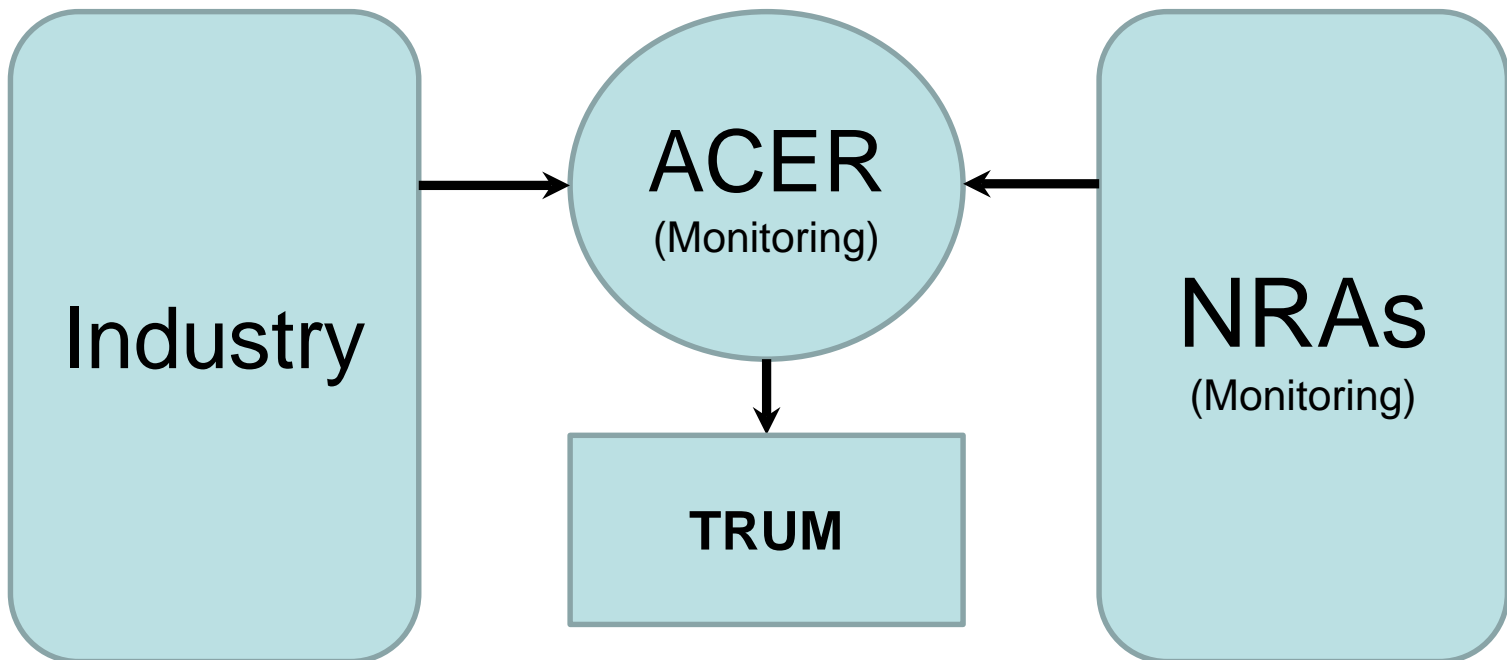 Industry
ACER
(Monitoring)
TRUM
NRAs
(Monitoring)